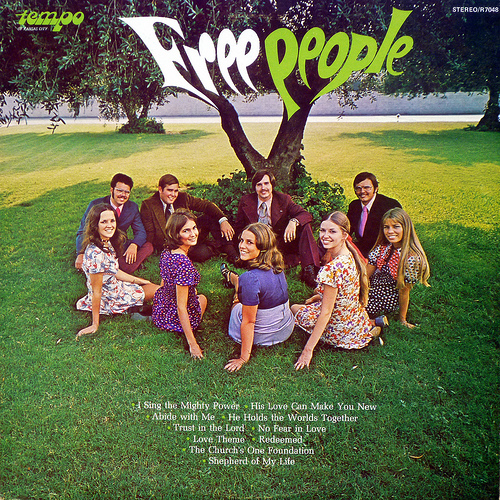 tempo
OF KANSAS CITY
STEREO/R7048
Free people
• I Sing the Mighty Power • His Love Can Make You New
• Abide with Me • He Holds the Worlds Together
• Trust in the Lord • No Fear in Love
• Love Theme • Redeemed
• The Church's One Foundation
• Shepherd of My Life